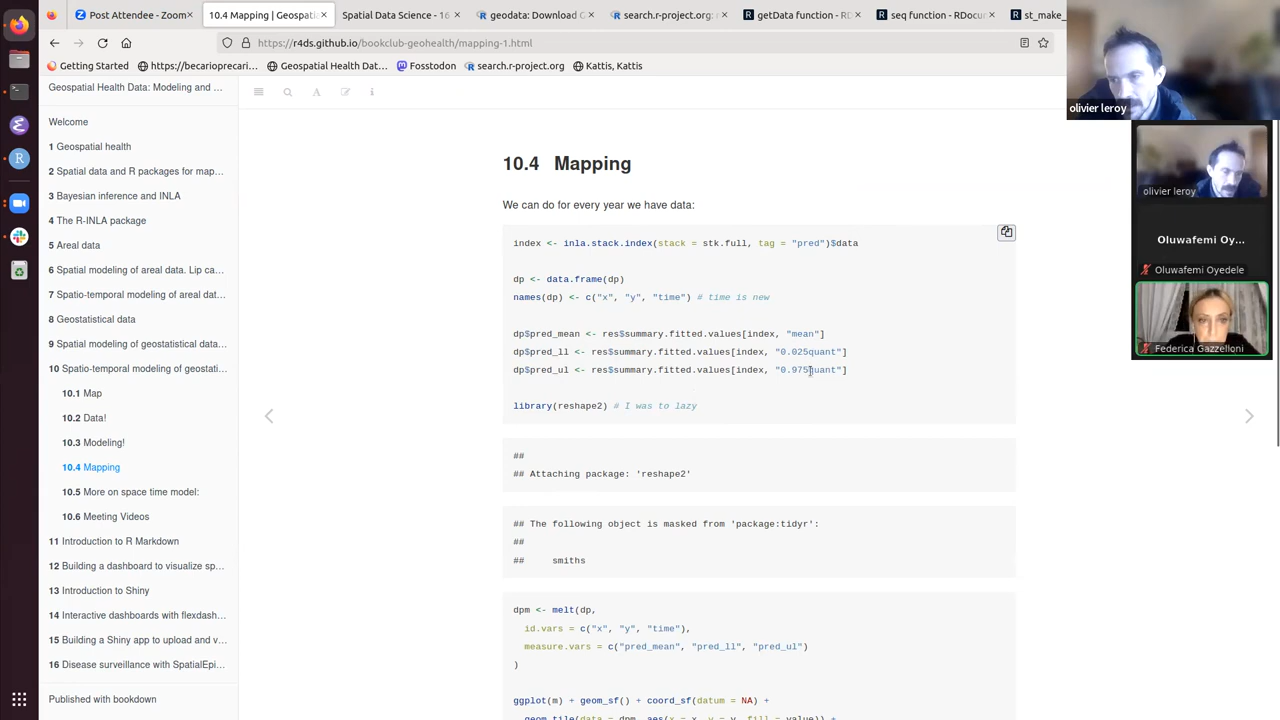 Post Attendee - Zoom
10.4 Mapping | Geospati
Spatial Data Science - 16
geodata: Download G
search.r-project.org:
getData function - RD
seq function - RDocum
st_make_
https://r4ds.github.io/bookclub-geohealth/mapping-1.html
Getting Started
https://becarioprecari...
Geospatial Health Dat...
Fosstodon
search.r-project.org
Kattis, Kattis
olivier leroy
Geospatial Health Data: Modeling and ...
Welcome
1 Geospatial health
2 Spatial data and R packages for map...
3 Bayesian inference and INLA
4 The R-INLA package
5 Areal data
6 Spatial modeling of areal data. Lip ca...
7 Spatio-temporal modeling of areal dat...
8 Geostatistical data
9 Spatial modeling of geostatistical data...
10 Spatio-temporal modeling of geostati...
10.1 Map
10.2 Data!
10.3 Modeling!
10.4 Mapping
10.5 More on space time model:
10.6 Meeting Videos
11 Introduction to R Markdown
12 Building a dashboard to visualize sp...
13 Introduction to Shiny
14 Interactive dashboards with flexdash...
15 Building a Shiny app to upload and v...
16 Disease surveillance with SpatialEpi...
Published with bookdown
10.4 Mapping
We can do for every year we have data:
index <- inla.stack.index(stack = stk.full, tag = "pred")$data
dp <- data.frame(dp)
names(dp) <- c("x", "y", "time") # time is new
dp$pred_mean <- res$summary.fitted.values[index, "mean"]
dp$pred_ll <- res$summary.fitted.values[index, "0.025quant"]
dp$pred_ul <- res$summary.fitted.values[index, "0.975quant"]
library(reshape2) # I was to lazy
##
## Attaching package: 'reshape2'
## The following object is masked from 'package:tidyr':
##
## smiths
dpm <- melt(dp,
id.vars = c("x", "y", "time"),
measure.vars = c("pred_mean", "pred_ll", "pred_ul")
)
ggplot(m) + geom_sf() + coord_sf(datum = NA) +
geom_tile(data = dpm, aes(x = x, y = y, fill = value)) +
olivier leroy
Oluwafemi Oy...
Oluwafemi Oyedele
Federica Gazzelloni